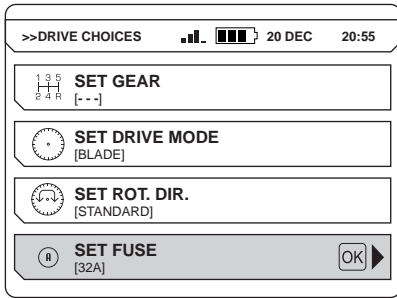 >>DRIVE CHOICES 20 DEC 20:55
1 3 5
2 4 R
SET GEAR
[- - -]
SET DRIVE MODE
[BLADE]
SET ROT. DIR.
[STANDARD]
A
SET FUSE
[32A]
OK